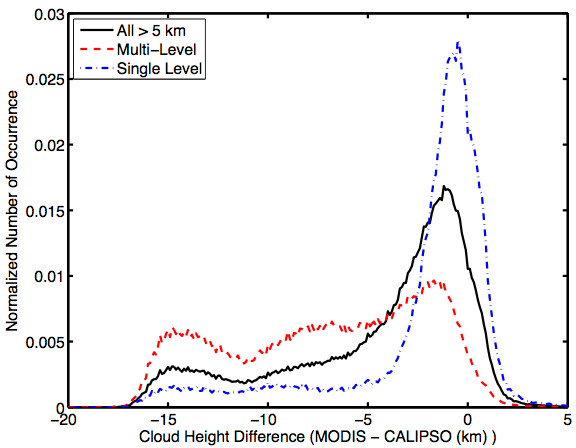 0.03
0.025
0.02
0.015
0.01
0.005
0
Normalized Number of Occurrence
All > 5 km
Multi−Level
Single Level
−20 −15 −10 −5 0 5
Cloud Height Difference (MODIS − CALIPSO (km )